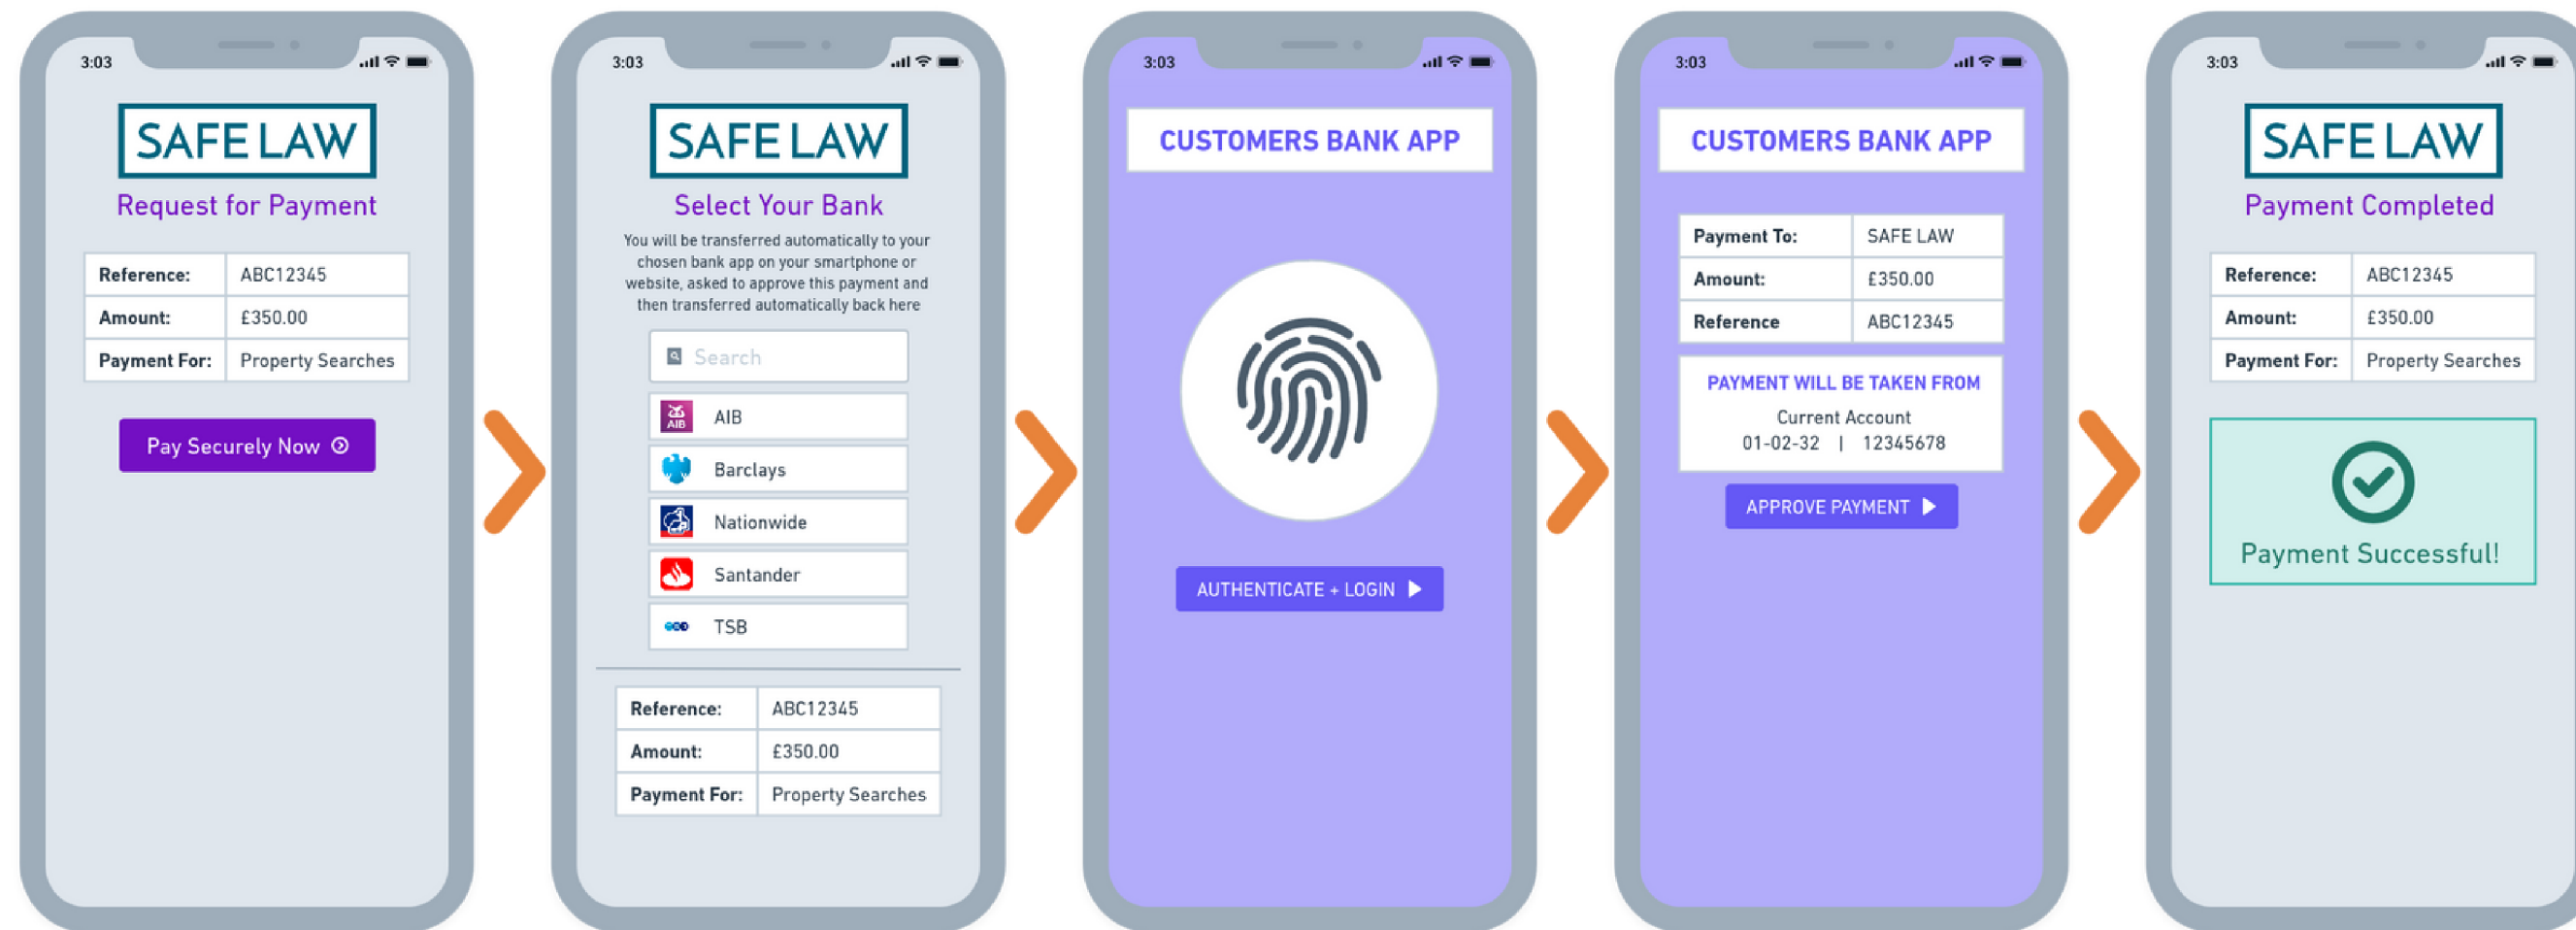 3:03
SAFE LAW
Request for Payment
Reference: ABC12345
Amount: £350.00
Payment For: Property Searches
Pay Securely Now
3:03
SAFE LAW
Select Your Bank
You will be transferred automatically to your
chosen bank app on your smartphone or
website, asked to approve this payment and
then transferred automatically back here
Search
AIB AIB
Barclays
Nationwide
Santander
TSB
Reference: ABC12345
Amount: £350.00
Payment For: Property Searches
3:03
CUSTOMERS BANK APP
AUTHENTICATE + LOGIN
3:03
CUSTOMERS BANK APP
Payment To: SAFE LAW
Amount: £350.00
Reference ABC12345
PAYMENT WILL BE TAKEN FROM
Current Account
01-02-32 | 12345678
APPROVE PAYMENT
3:03
SAFE LAW
Payment Completed
Reference: ABC12345
Amount: £350.00
Payment For: Property Searches
Payment Successful!